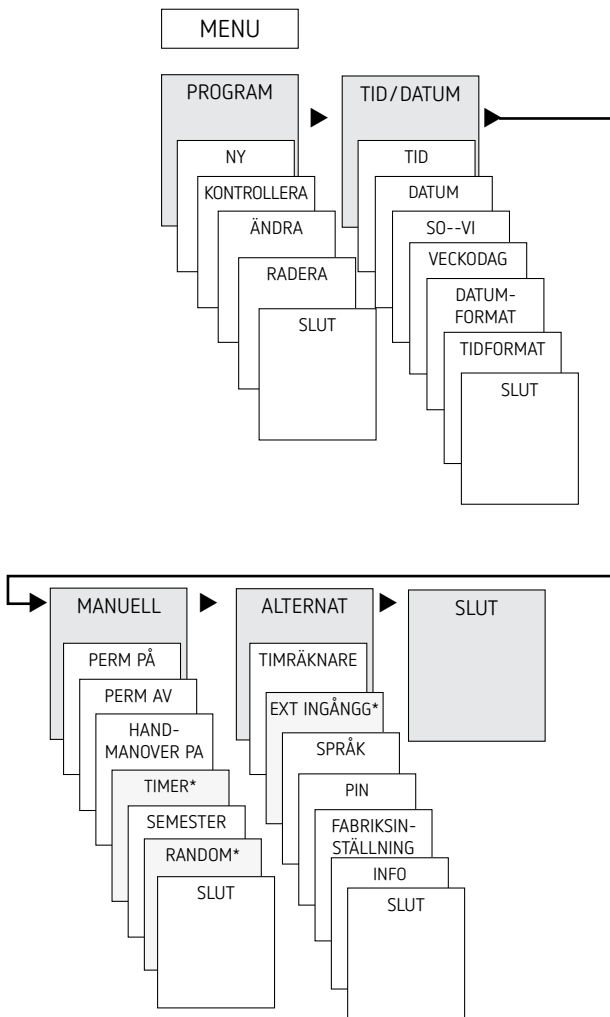 MENU
PROGRAM
NY
KONTROLLERA
ÄNDRA
RADERA
SLUT
TID/DATUM
TID
DATUM
SO--VI
VECKODAG
DATUM-
FORMAT
TIDFORMAT
SLUT
MANUELL
PERM PÅ
PERM AV
HAND-
MANOVER PA
TIMER*
SEMESTER
RANDOM*
SLUT
ALTERNAT
TIMRÄKNARE
EXT INGÅNGG*
SPRÅK
PIN
FABRIKSIN-
STÄLLNING
INFO
SLUT
SLUT